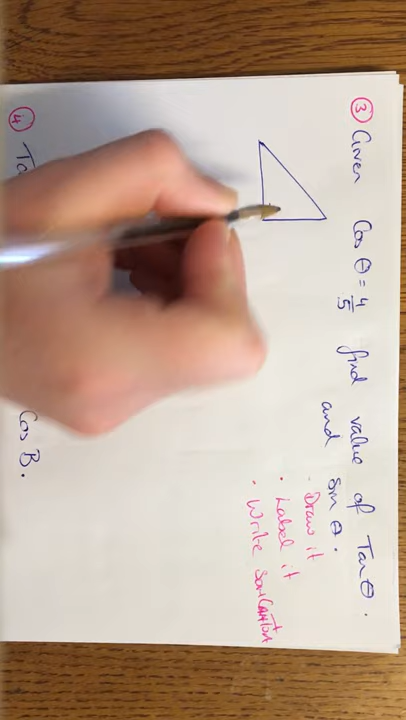 ③ Given Cos θ = 4/5 find value of Tan θ.
and Sin θ.
· Draw it
· Label it
· Write SOHCAHTOA
④
Cos B.